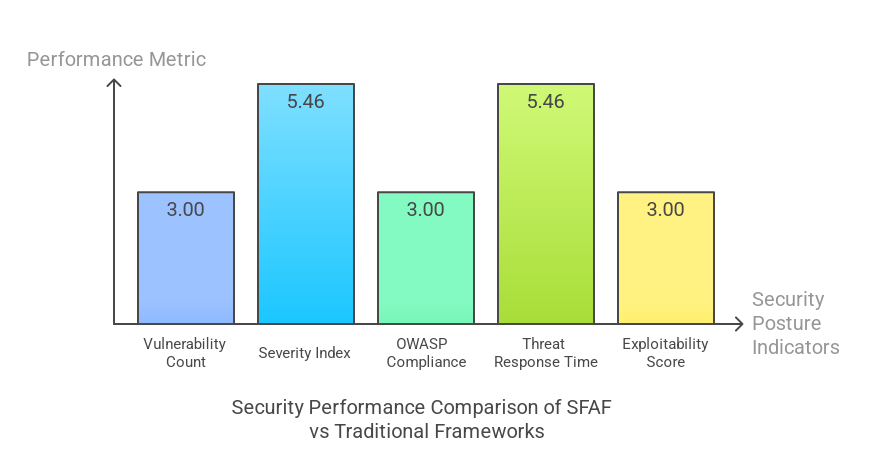 Performance Metric
5.46
5.46
3.00
3.00
3.00
Security
Posture
Indicators
Vulnerability
Count
Severity Index
OWASP
Compliance
Threat
Response Time
Exploitability
Score
Security Performance Comparison of SFAF
vs Traditional Frameworks